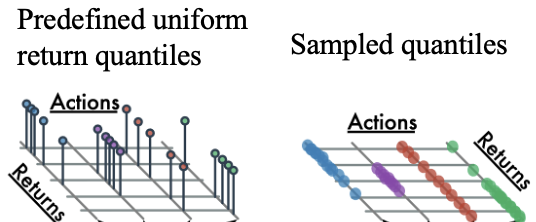 Predefined uniform
return quantiles
Sampled quantiles
Actions
Returns
Actions
Returns